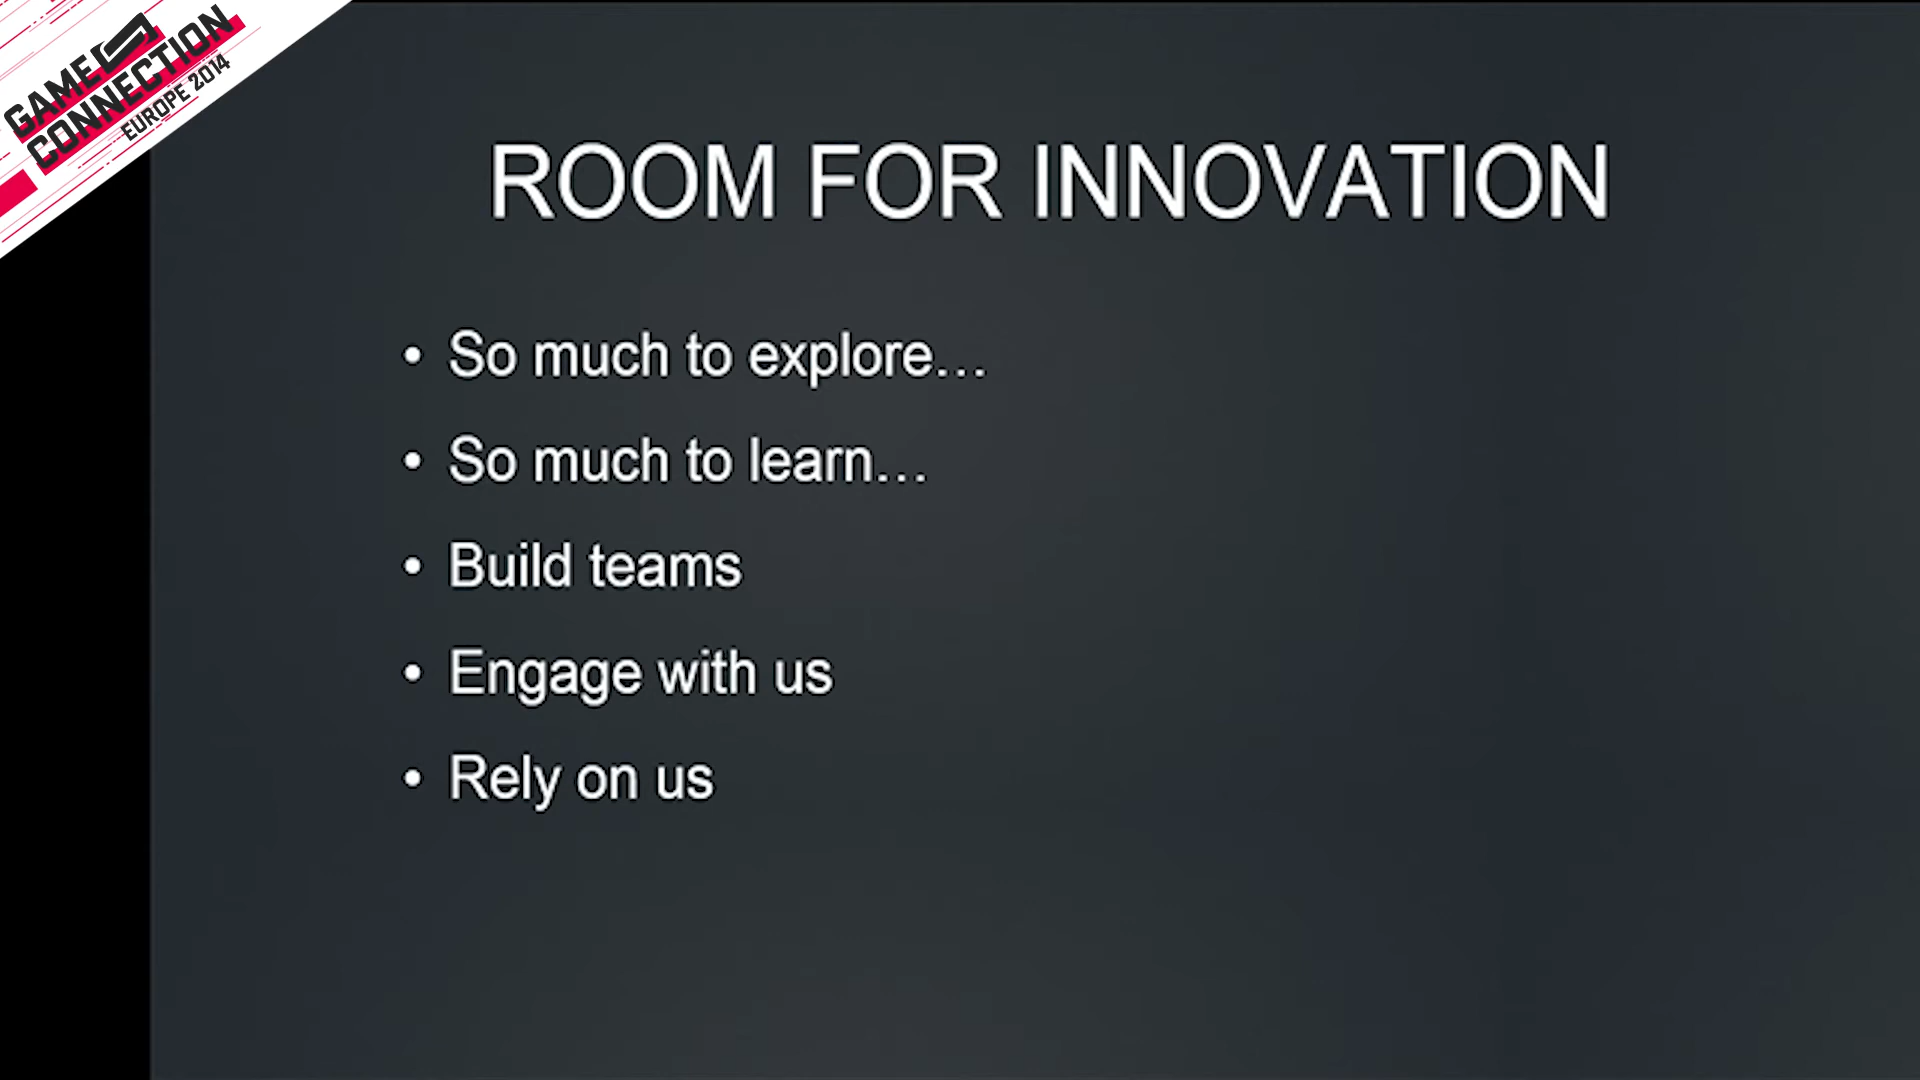 GAME
CONNECTION
EUROPE 2014
ROOM FOR INNOVATION
• So much to explore…
• So much to learn…
• Build teams
• Engage with us
• Rely on us